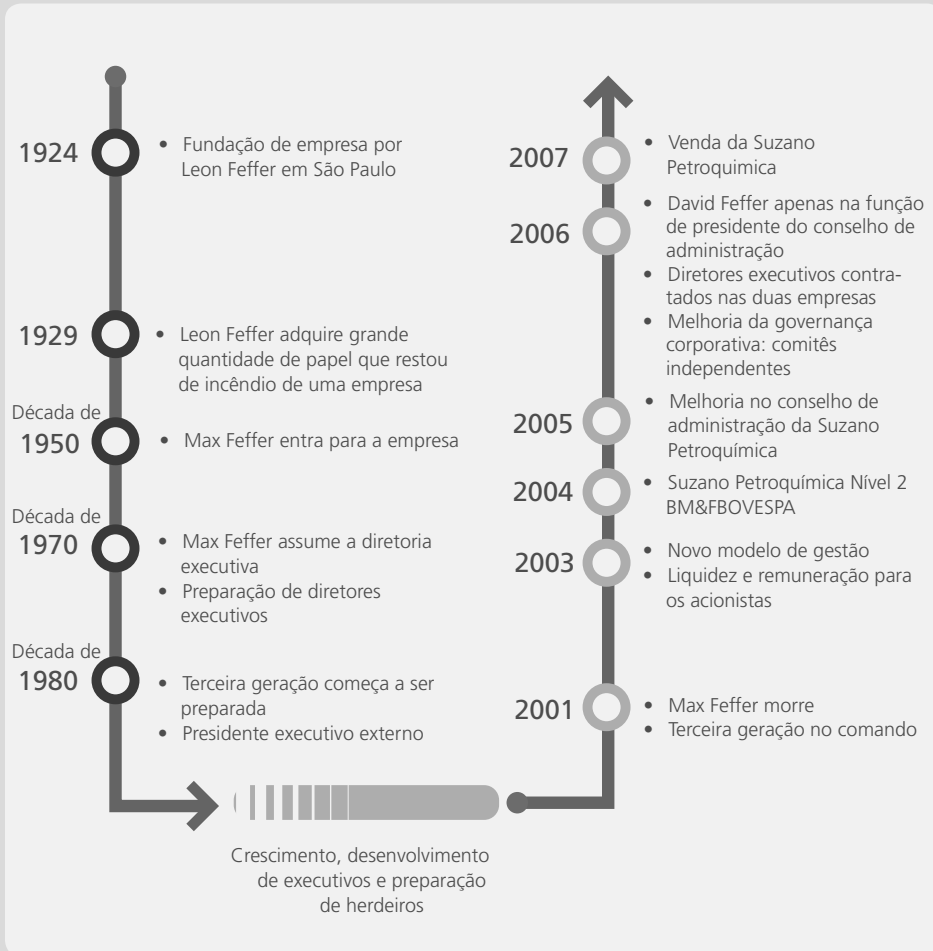 1924
• Fundação de empresa por
Leon Feffer em São Paulo
1929
• Leon Feffer adquire grande
quantidade de papel que restou
de incêndio de uma empresa
Década de
1950
• Max Feffer entra para a empresa
Década de
1970
• Max Feffer assume a diretoria
executiva
• Preparação de diretores
executivos
Década de
1980
• Terceira geração começa a ser
preparada
• Presidente executivo externo
Crescimento, desenvolvimento
de executivos e preparação
de herdeiros
2001
• Max Feffer morre
• Terceira geração no comando
2003
• Novo modelo de gestão
• Liquidez e remuneração para
os acionistas
2004
• Suzano Petroquímica Nível 2
BM&FBOVESPA
2005
• Melhoria no conselho de
administração da Suzano
Petroquímica
2006
• David Feffer apenas na função
de presidente do conselho de
administração
• Diretores executivos contra-
tados nas duas empresas
• Melhoria da governança
corporativa: comitês
independentes
2007
• Venda da Suzano
Petroquimica